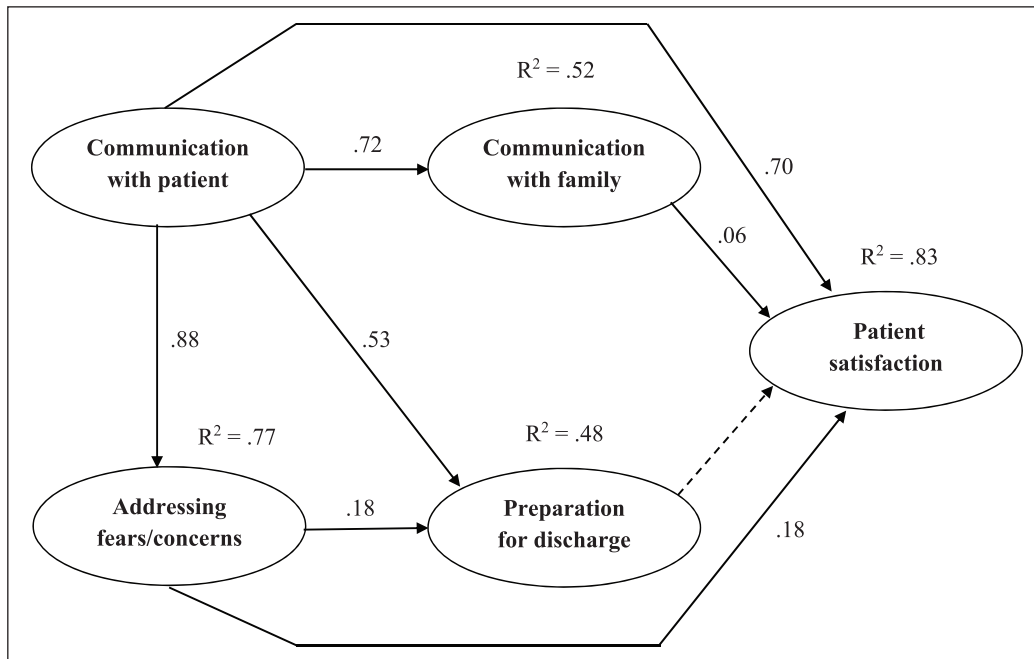 R² = .52
Communication
with patient
.72
Communication
with family
.70
.06
R² = .83
Patient
satisfaction
.88
.53
R² = .77
R² = .48
Addressing
fears/concerns
.18
Preparation
for discharge
.18